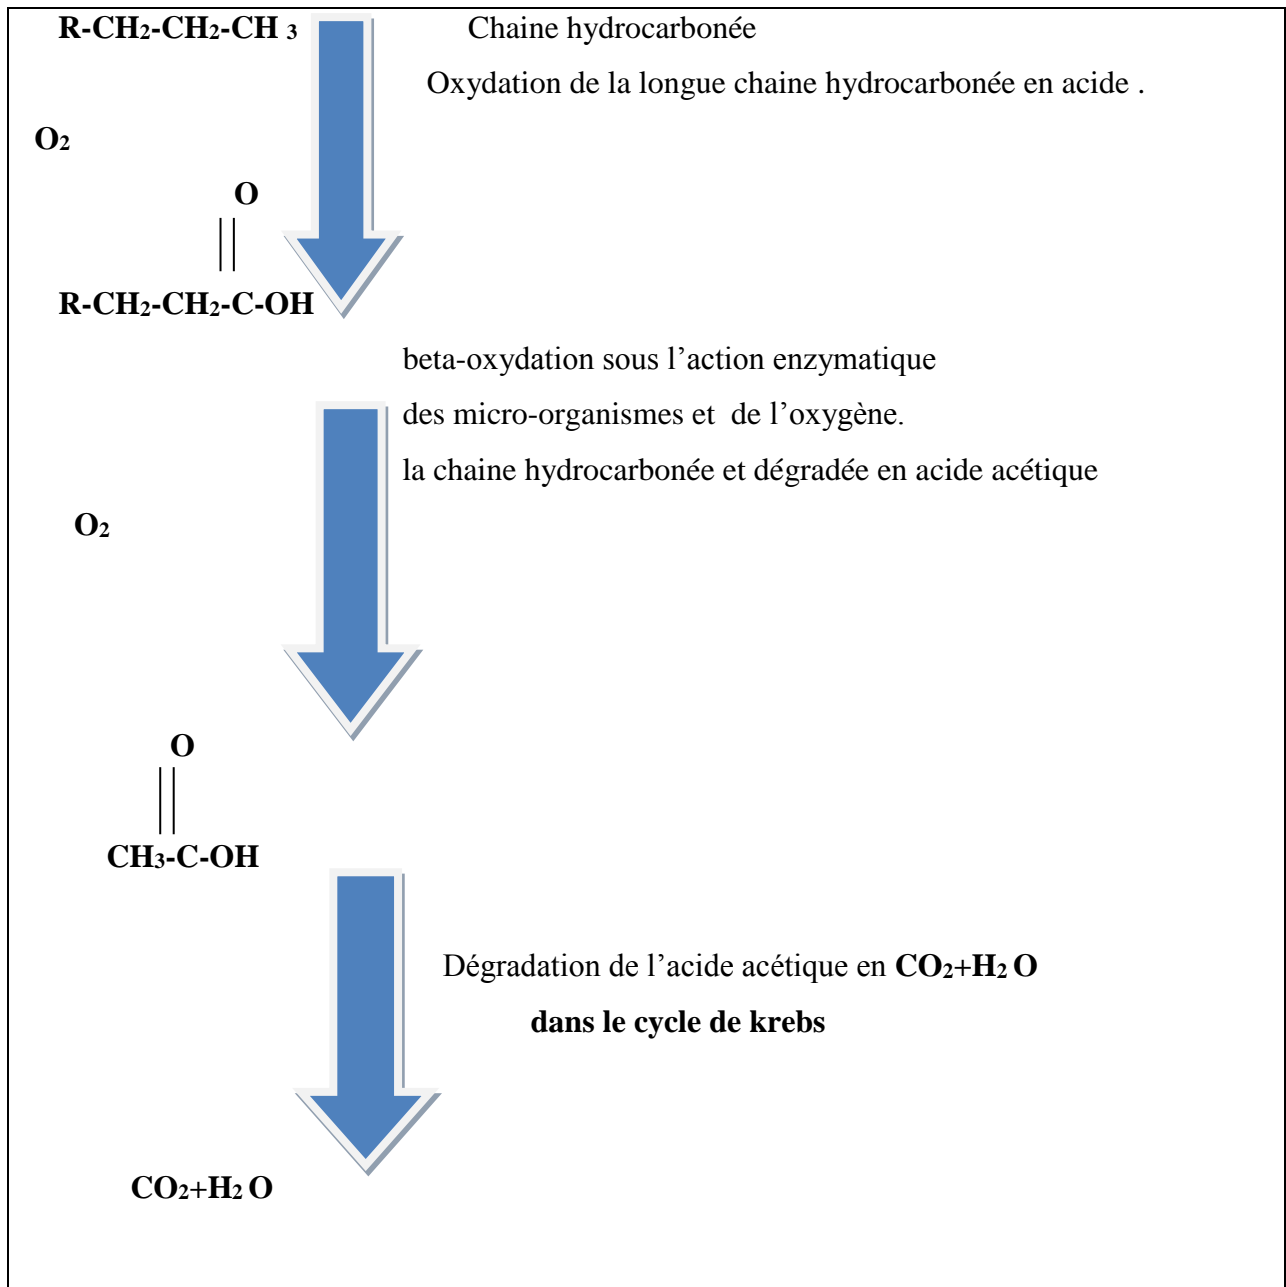 R-CH₂-CH₂-CH ₃ Chaine hydrocarbonée
Oxydation de la longue chaine hydrocarbonée en acide .
O₂
O
||
R-CH₂-CH₂-C-OH
beta-oxydation sous l’action enzymatique
des micro-organismes et de l’oxygène.
la chaine hydrocarbonée et dégradée en acide acétique
O₂
O
||
CH₃-C-OH
Dégradation de l’acide acétique en CO₂+H₂ O
dans le cycle de krebs
CO₂+H₂ O